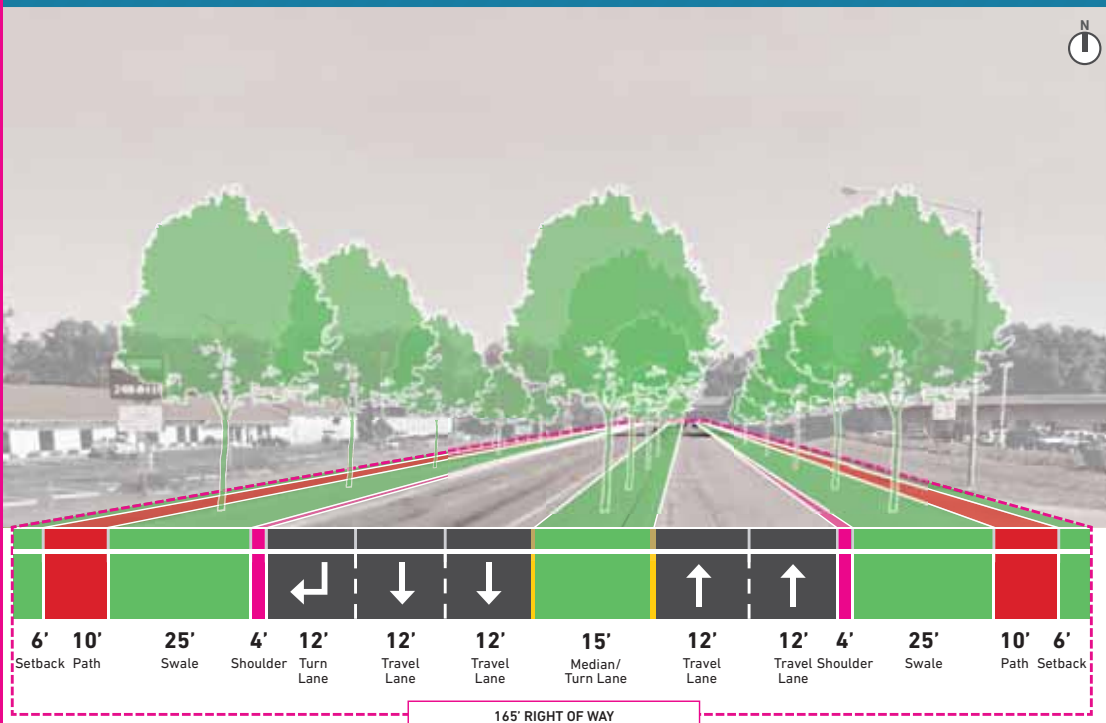 N
6’ 10’ 25’ 4’ 12’ 12’ 12’ 15’ 12’ 12’ 4’ 25’ 10’ 6’
Setback Path Swale Shoulder Turn Travel Travel Median/ Travel Travel Shoulder Swale Path Setback
Lane Lane Lane Turn Lane Lane Lane
165’ RIGHT OF WAY